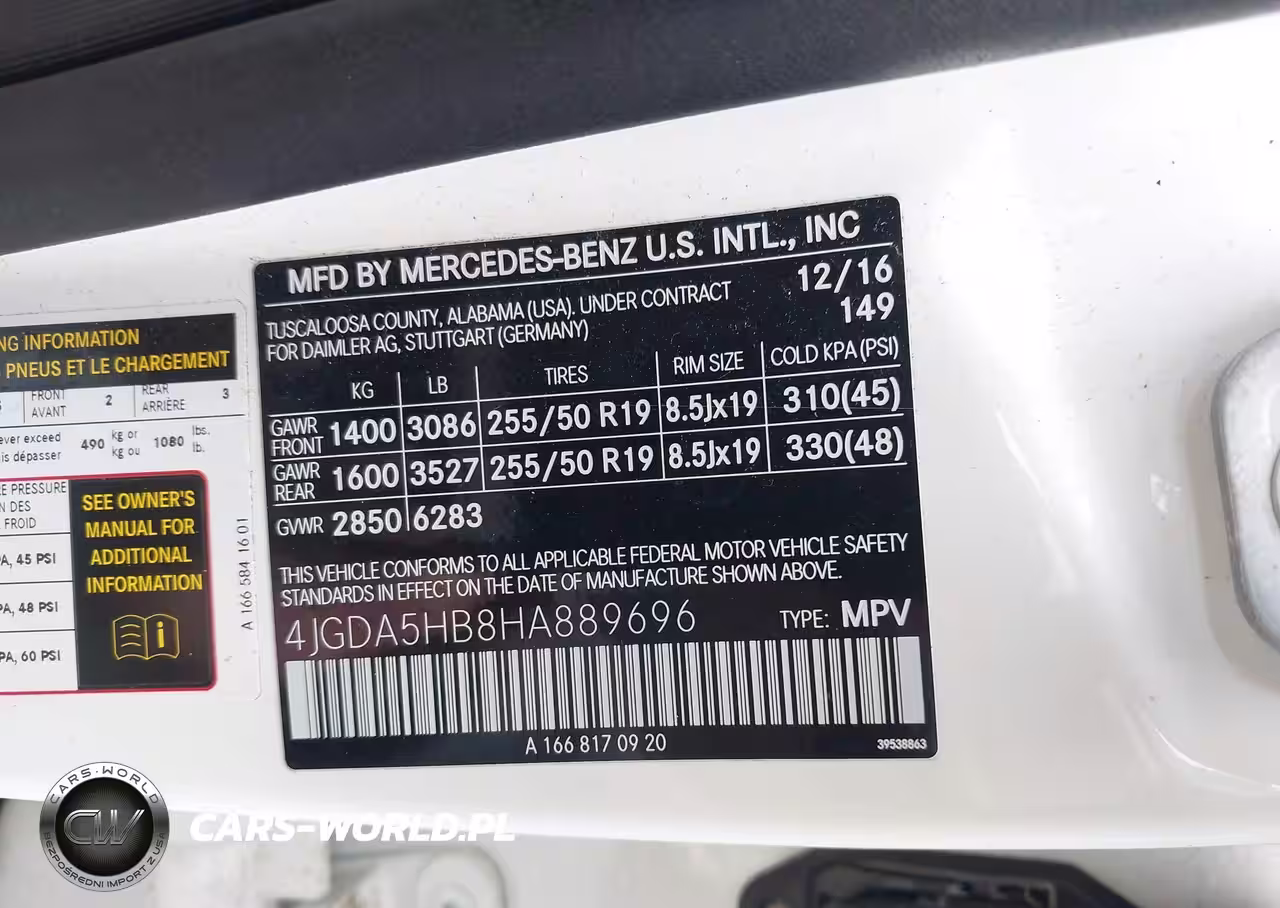 MFD BY MERCEDES-BENZ U.S. INTL., INC
TUSCALOOSA COUNTY, ALABAMA (USA). UNDER CONTRACT 12/16
FOR DAIMLER AG, STUTTGART (GERMANY) 149
KG LB TIRES RIM SIZE COLD KPA (PSI)
GAWR FRONT 1400 3086 255/50 R19 8.5Jx19 310(45)
GAWR REAR 1600 3527 255/50 R19 8.5Jx19 330(48)
GVWR 2850 6283
THIS VEHICLE CONFORMS TO ALL APPLICABLE FEDERAL MOTOR VEHICLE SAFETY
STANDARDS IN EFFECT ON THE DATE OF MANUFACTURE SHOWN ABOVE.
4JGDA5HB8HA889696 TYPE: MPV
A 166 817 09 20 39538863
NG INFORMATION
PNEUS ET LE CHARGEMENT
FRONT 2 REAR 3
AVANT ARRIÈRE
ever exceed 490 kg or 1080 lbs.
is dépasser kg ou lb.
E PRESSURE
N DES
FROID
PA, 45 PSI
PA, 48 PSI
PA, 60 PSI
SEE OWNER'S
MANUAL FOR
ADDITIONAL
INFORMATION
A 166 584 16 01
CARS-WORLD
CW
BEZPOŚREDNI IMPORT Z USA
CARS-WORLD.PL